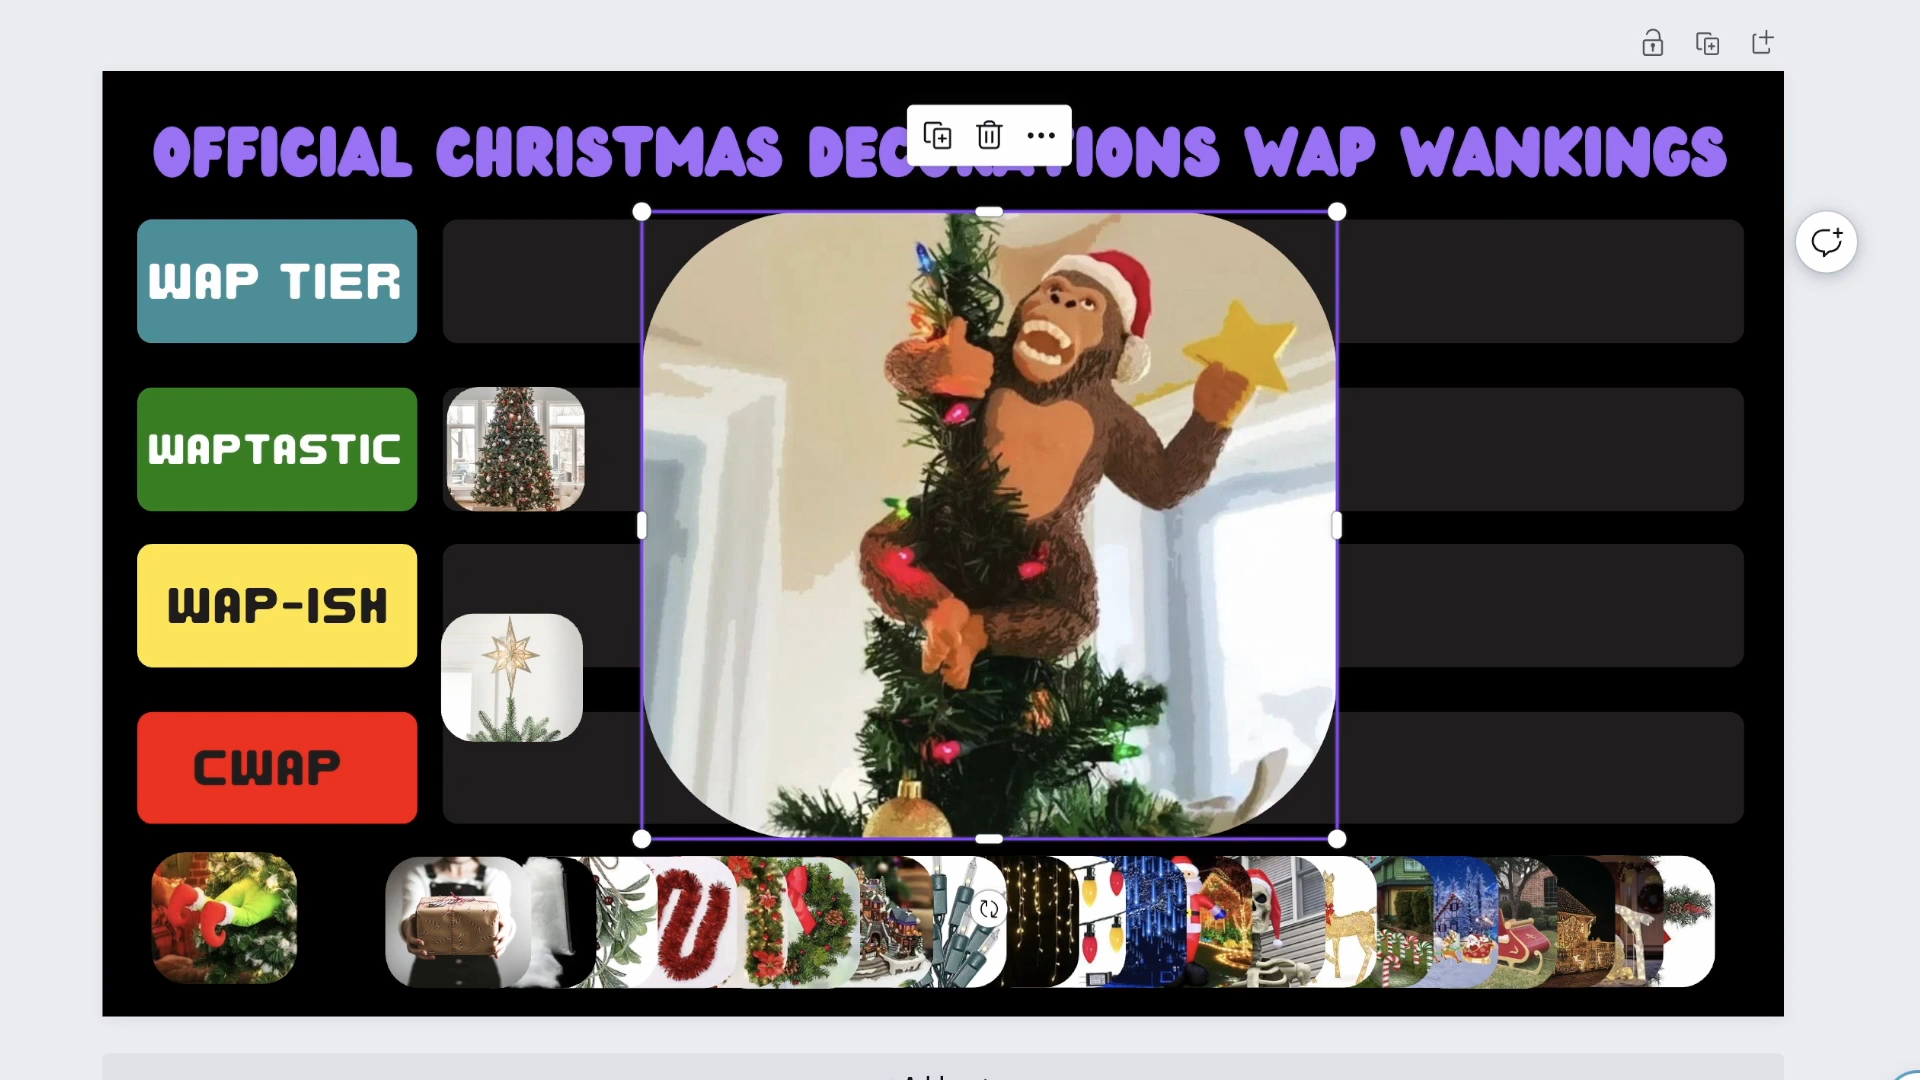 OFFICIAL CHRISTMAS DEC IONS WAP WANKINGS
WAP TIER
WAPTASTIC
WAP-ISH
CWAP